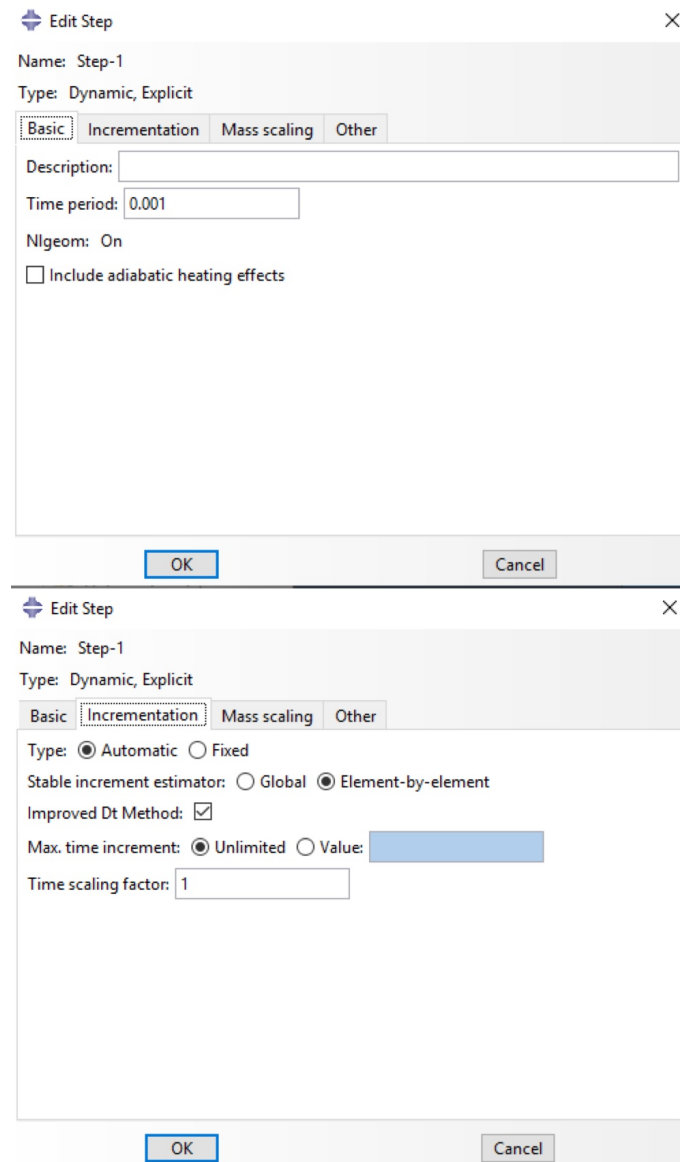 Edit Step
Name: Step-1
Type: Dynamic, Explicit
Basic Incrementation Mass scaling Other
Description:
Time period: 0.001
Nlgeom: On
Include adiabatic heating effects
OK Cancel
Edit Step
Name: Step-1
Type: Dynamic, Explicit
Basic Incrementation Mass scaling Other
Type: Automatic Fixed
Stable increment estimator: Global Element-by-element
Improved Dt Method:
Max. time increment: Unlimited Value:
Time scaling factor: 1
OK Cancel